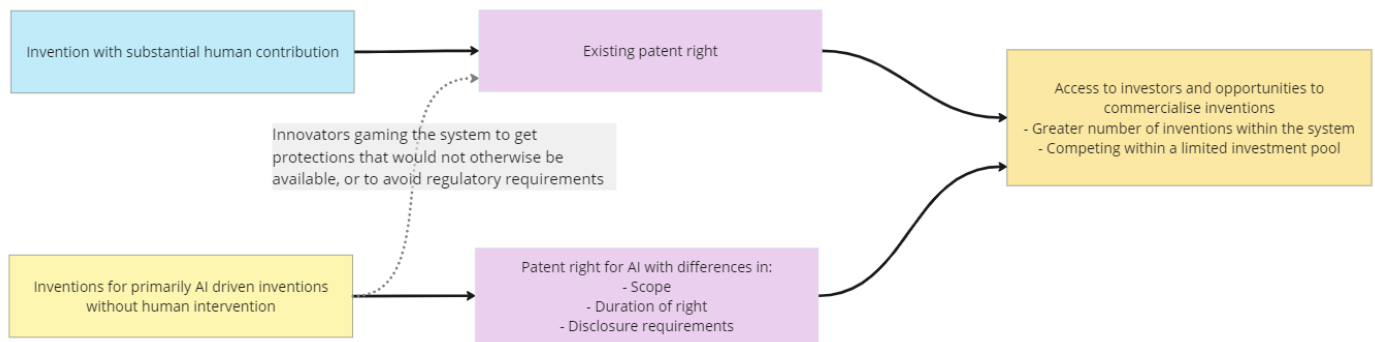 Invention with substantial human contribution
Existing patent right
Access to investors and opportunities to
commercialise inventions
- Greater number of inventions within the system
- Competing within a limited investment pool
Innovators gaming the system to get
protections that would not otherwise be
available, or to avoid regulatory requirements
Inventions for primarily AI driven inventions
without human intervention
Patent right for AI with differences in:
- Scope
- Duration of right
- Disclosure requirements